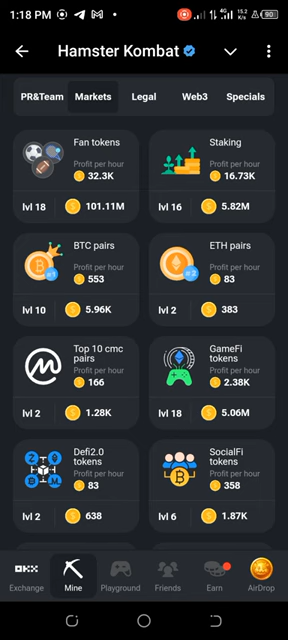 1:18 PM
15.2 K/s
90
Hamster Kombat
PR&Team Markets Legal Web3 Specials
Fan tokens
Profit per hour
32.3K
lvl 18 101.11M
Staking
Profit per hour
16.73K
lvl 16 5.82M
BTC pairs
Profit per hour
553
#1
lvl 10 5.96K
ETH pairs
Profit per hour
83
#2
lvl 2 383
Top 10 cmc
pairs
Profit per hour
166
lvl 2 1.28K
GameFi
tokens
Profit per hour
2.38K
lvl 18 5.06M
Defi2.0
tokens
Profit per hour
83
lvl 2 638
SocialFi
tokens
Profit per hour
358
lvl 6 1.87K
Exchange Mine Playground Friends Earn AirDrop